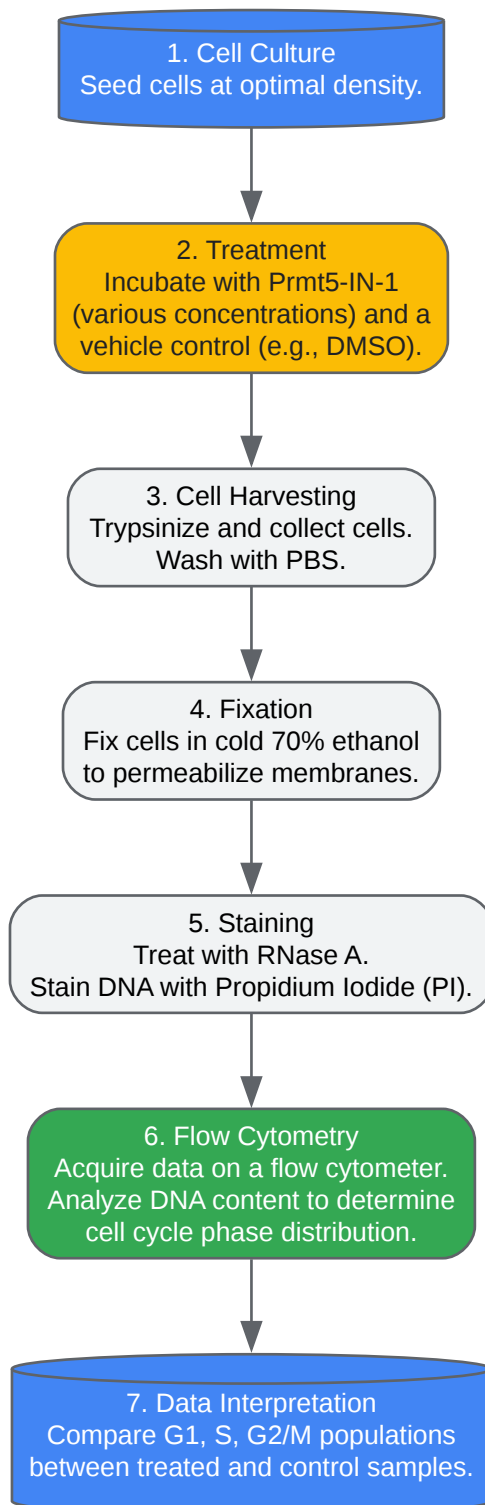 1. Cell Culture
Seed cells at optimal density.
2. Treatment
Incubate with Prmt5-IN-1
(various concentrations) and a
vehicle control (e.g., DMSO).
3. Cell Harvesting
Trypsinize and collect cells.
Wash with PBS.
4. Fixation
Fix cells in cold 70% ethanol
to permeabilize membranes.
5. Staining
Treat with RNase A.
Stain DNA with Propidium Iodide (PI).
6. Flow Cytometry
Acquire data on a flow cytometer.
Analyze DNA content to determine
cell cycle phase distribution.
7. Data Interpretation
Compare G1, S, G2/M populations
between treated and control samples.